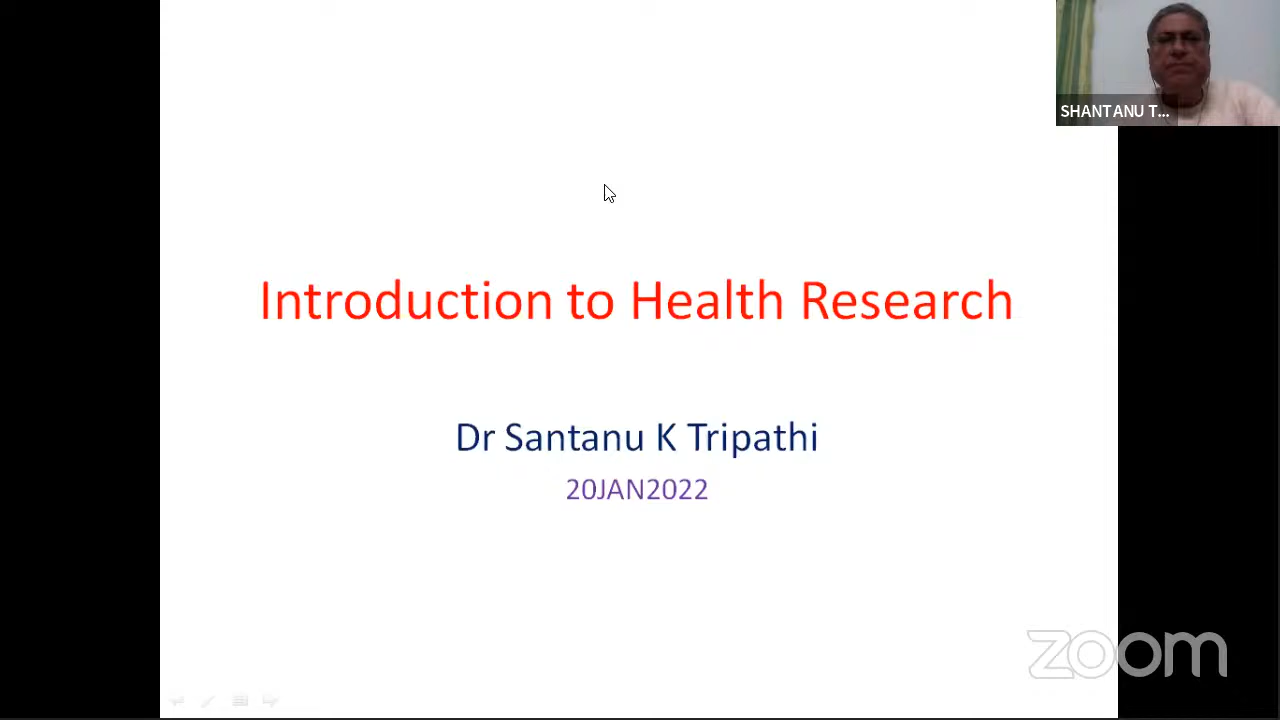 SHANTANU T...
Introduction to Health Research
Dr Santanu K Tripathi
20JAN2022
zoom